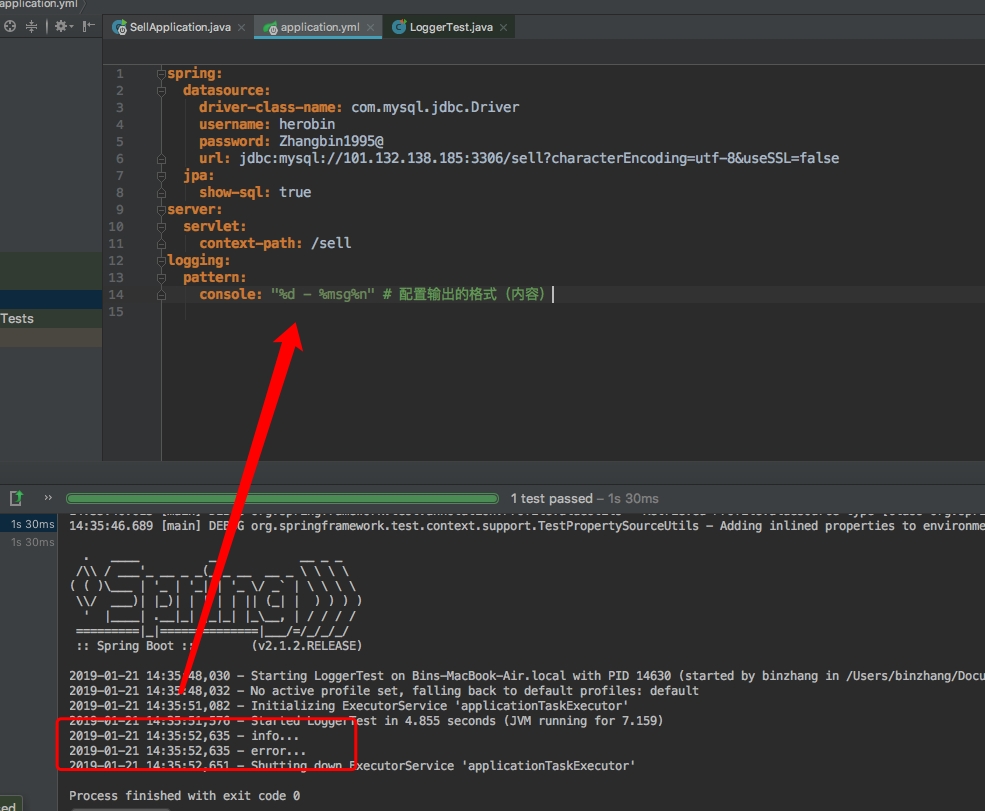 application.yml
SellApplication.java
application.yml
LoggerTest.java
1 spring:
2 datasource:
3 driver-class-name: com.mysql.jdbc.Driver
4 username: herobin
5 password: Zhangbin1995@
6 url: jdbc:mysql://101.132.138.185:3306/sell?characterEncoding=utf-8&useSSL=false
7 jpa:
8 show-sql: true
9 server:
10 servlet:
11 context-path: /sell
12 logging:
13 pattern:
14 console: "%d - %msg%n" # 配置输出的格式（内容）
15
Tests
1 test passed – 1s 30ms
1s 30ms
1s 30ms
14:35:46.689 [main] DEBUG org.springframework.test.context.support.TestPropertySourceUtils - Adding inlined properties to environme
:: Spring Boot :: (v2.1.2.RELEASE)
2019-01-21 14:35:48,030 - Starting LoggerTest on Bins-MacBook-Air.local with PID 14630 (started by binzhang in /Users/binzhang/Docu
2019-01-21 14:35:48,032 - No active profile set, falling back to default profiles: default
2019-01-21 14:35:51,082 - Initializing ExecutorService 'applicationTaskExecutor'
2019-01-21 14:35:51,576 - Started LoggerTest in 4.855 seconds (JVM running for 7.159)
2019-01-21 14:35:52,635 - info...
2019-01-21 14:35:52,635 - error...
2019-01-21 14:35:52,651 - Shutting down ExecutorService 'applicationTaskExecutor'
Process finished with exit code 0
ed